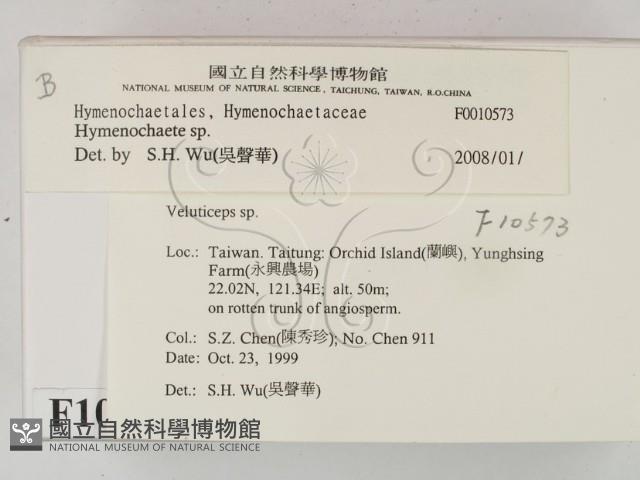 B
國立自然科學博物館
NATIONAL MUSEUM OF NATURAL SCIENCE, TAICHUNG, TAIWAN, R.O.CHINA
Hymenochaetales, Hymenochaetaceae F0010573
Hymenochaete sp.
Det. by S.H. Wu(吳聲華) 2008/01/
Veluticeps sp.
F10573
Loc.: Taiwan. Taitung: Orchid Island(蘭嶼), Yunghsing
Farm(永興農場)
22.02N, 121.34E; alt. 50m;
on rotten trunk of angiosperm.
Col.: S.Z. Chen(陳秀珍); No. Chen 911
Date: Oct. 23, 1999
Det.: S.H. Wu(吳聲華)
F10
國立自然科學博物館
NATIONAL MUSEUM OF NATURAL SCIENCE